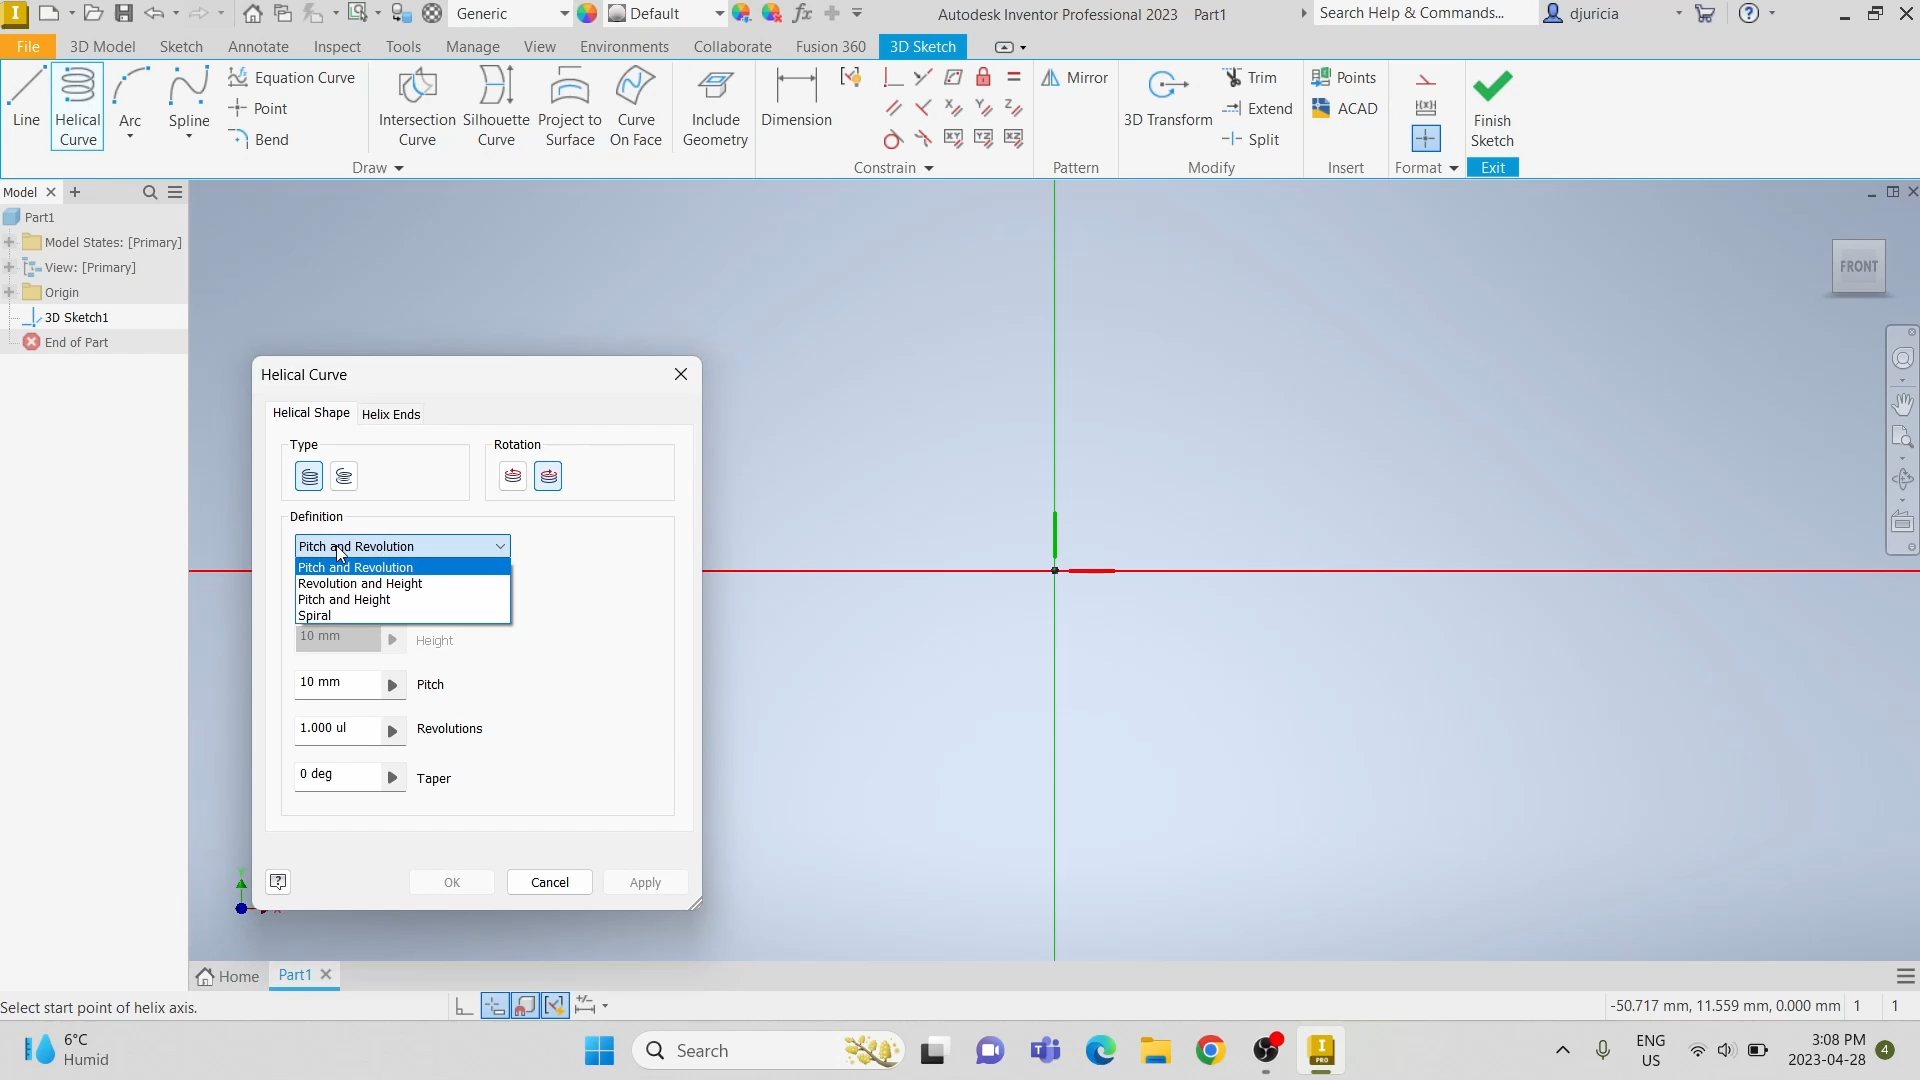 Generic
Default
fx
Autodesk Inventor Professional 2023 Part1
Search Help & Commands...
djuricia
File
3D Model
Sketch
Annotate
Inspect
Tools
Manage
View
Environments
Collaborate
Fusion 360
3D Sketch
Line
Helical
Curve
Arc
Spline
Equation Curve
Point
Bend
Draw
Intersection
Curve
Silhouette
Curve
Project to
Surface
Curve
On Face
Include
Geometry
Dimension
Constrain
Mirror
Pattern
3D Transform
Trim
Extend
Split
Modify
Points
ACAD
Insert
Format
Finish
Sketch
Exit
Model
Part1
Model States: [Primary]
View: [Primary]
Origin
3D Sketch1
End of Part
FRONT
Helical Curve
Helical Shape
Helix Ends
Type
Rotation
Definition
Pitch and Revolution
Pitch and Revolution
Revolution and Height
Pitch and Height
Spiral
10 mm Height
10 mm Pitch
1.000 ul Revolutions
0 deg Taper
OK
Cancel
Apply
Home
Part1
Select start point of helix axis.
-50.717 mm, 11.559 mm, 0.000 mm 1 1
6°C
Humid
Search
ENG
US
3:08 PM
2023-04-28
4